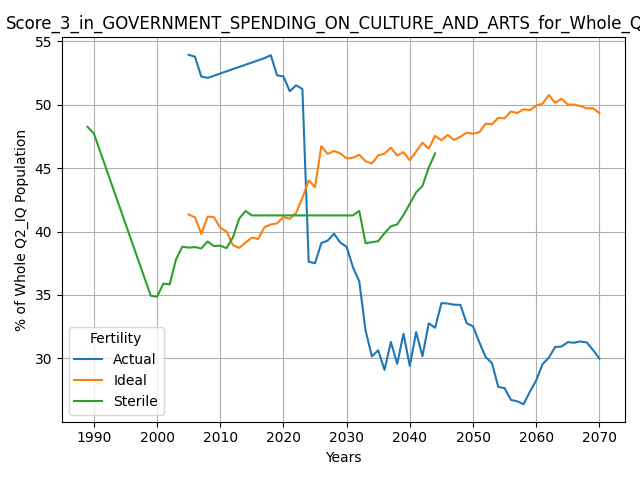 Score_3_in_GOVERNMENT_SPENDING_ON_CULTURE_AND_ARTS_for_Whole_Q
% of Whole Q2_IQ Population
55
50
45
40
35
30
Fertility
Actual
Ideal
Sterile
1990 2000 2010 2020 2030 2040 2050 2060 2070
Years